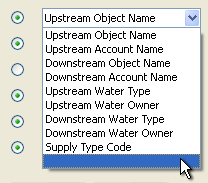 Upstream Object Name
Upstream Object Name
Upstream Account Name
Downstream Object Name
Downstream Account Name
Upstream Water Type
Upstream Water Owner
Downstream Water Type
Downstream Water Owner
Supply Type Code